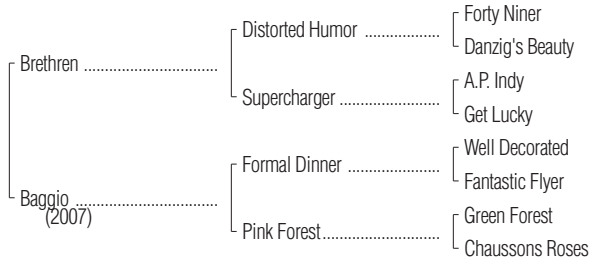 Forty Niner
Distorted Humor ..................
Danzig's Beauty
Brethren ................................
A.P. Indy
Supercharger ........................
Get Lucky
Well Decorated
Formal Dinner ......................
Fantastic Flyer
Baggio ..................................
(2007)
Green Forest
Pink Forest............................
Chaussons Roses